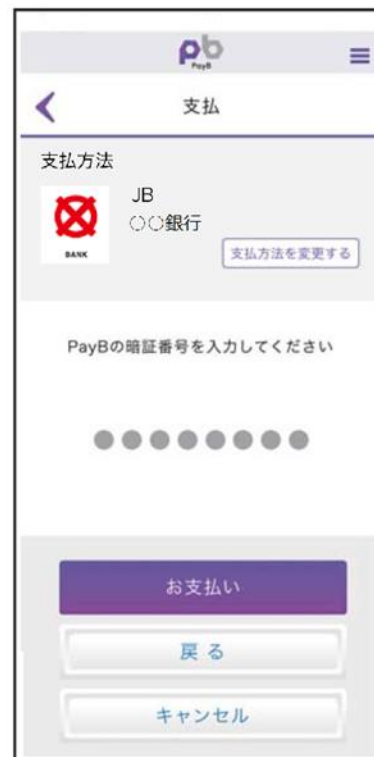 pb
PayB
支払
支払方法
JB
○○銀行
BANK
支払方法を変更する
PayBの暗証番号を入力してください
お支払い
戻る
キャンセル